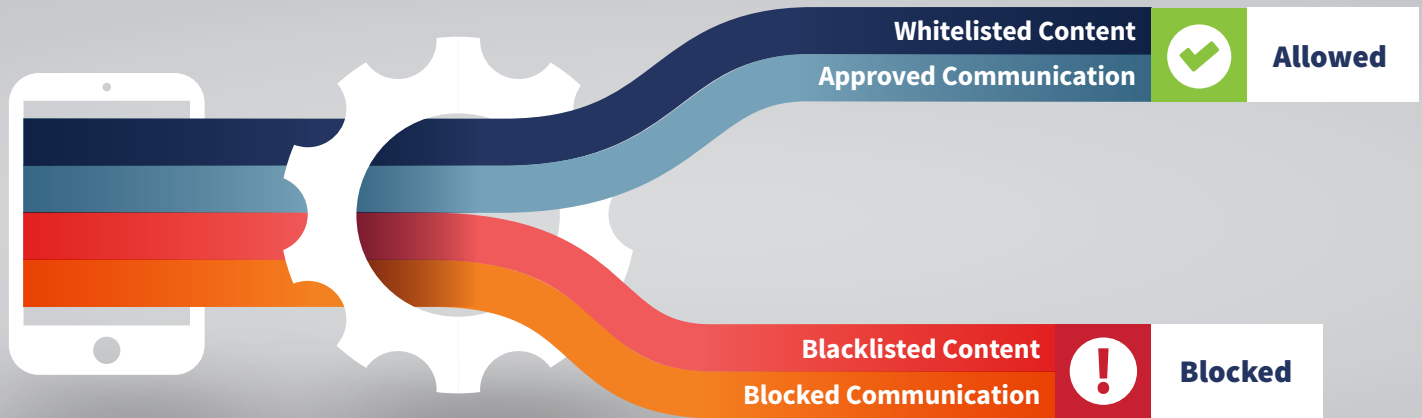 Whitelisted Content
Approved Communication
Allowed
Blacklisted Content
Blocked Communication
Blocked